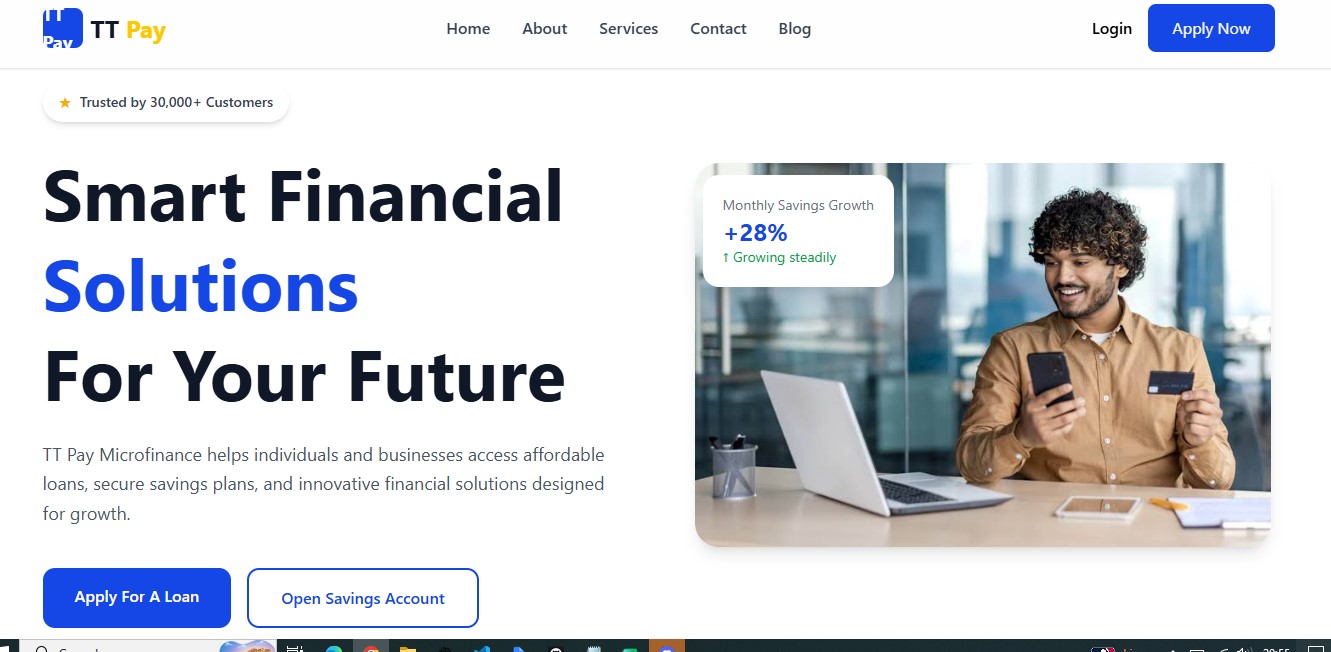 TT
Pay
TT Pay
Home
About
Services
Contact
Blog
Login
Apply Now
★ Trusted by 30,000+ Customers
Smart Financial
Solutions
For Your Future
TT Pay Microfinance helps individuals and businesses access affordable
loans, secure savings plans, and innovative financial solutions designed
for growth.
Apply For A Loan
Open Savings Account
Monthly Savings Growth
+28%
↑ Growing steadily